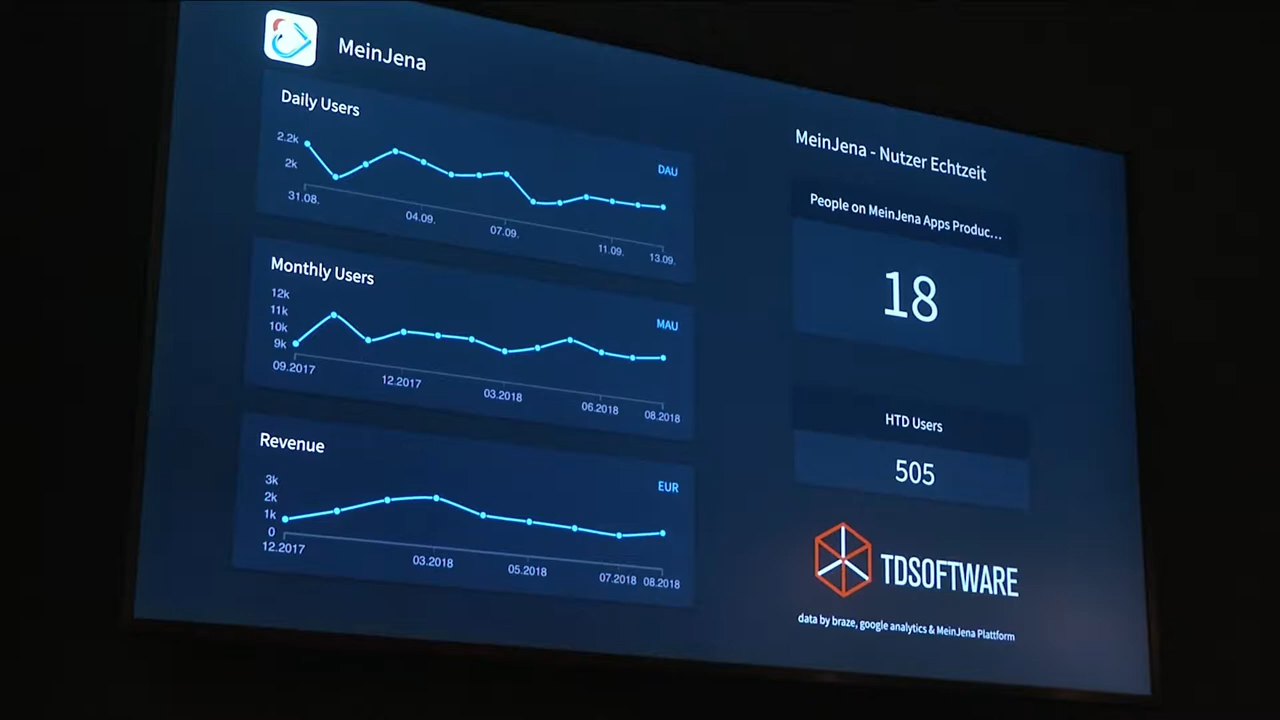 MeinJena
Daily Users
DAU
2.2k
2k
31.08.
04.09.
07.09.
11.09.
13.09.
Monthly Users
MAU
12k
11k
10k
9k
09.2017
12.2017
03.2018
06.2018
08.2018
Revenue
EUR
3k
2k
1k
0
12.2017
03.2018
05.2018
07.2018
08.2018
MeinJena - Nutzer Echtzeit
People on MeinJena Apps Produc...
18
HTD Users
505
TDSOFTWARE
data by braze, google analytics & MeinJena Plattform